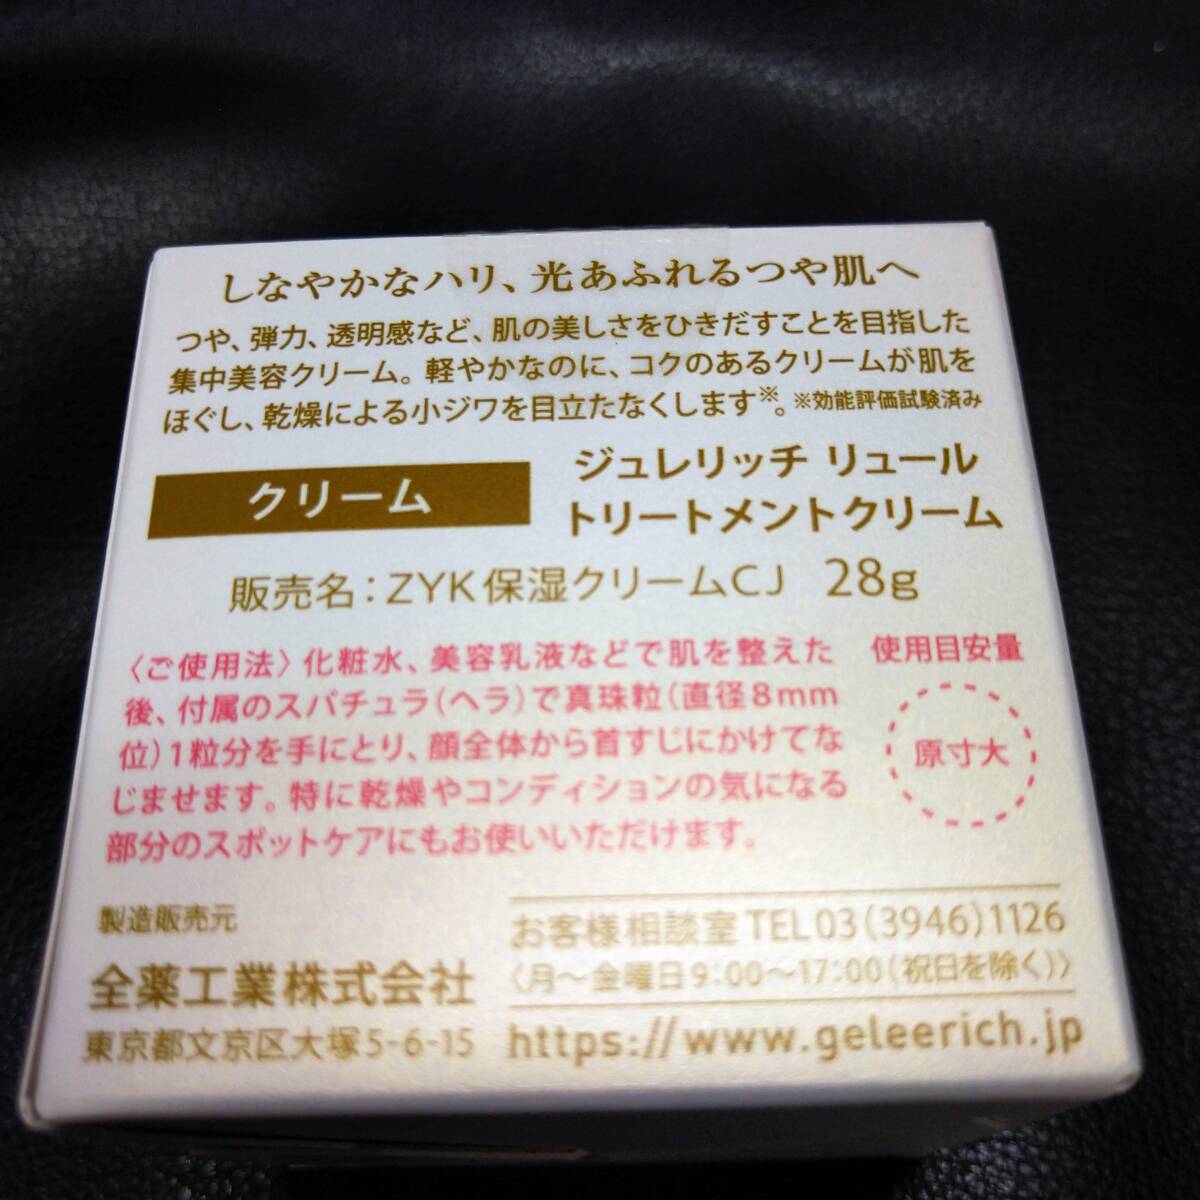 しなやかなハリ、光あふれるつや肌へ
つや、弾力、透明感など、肌の美しさをひきだすことを目指した
集中美容クリーム。軽やかなのに、コクのあるクリームが肌を
ほぐし、乾燥による小ジワを目立たなくします※。※効能評価試験済み
クリーム
ジュレリッチ リュール
トリートメントクリーム
販売名：ZYK保湿クリームCJ 28g
〈ご使用法〉化粧水、美容乳液などで肌を整えた
後、付属のスパチュラ（ヘラ）で真珠粒（直径8mm
位）1粒分を手にとり、顔全体から首すじにかけてな
じませます。特に乾燥やコンディションの気になる
部分のスポットケアにもお使いいただけます。
使用目安量
原寸大
製造販売元
全薬工業株式会社
東京都文京区大塚5-6-15
お客様相談室TEL03(3946)1126
〈月～金曜日9:00～17:00(祝日を除く)〉
https://www.geleerich.jp